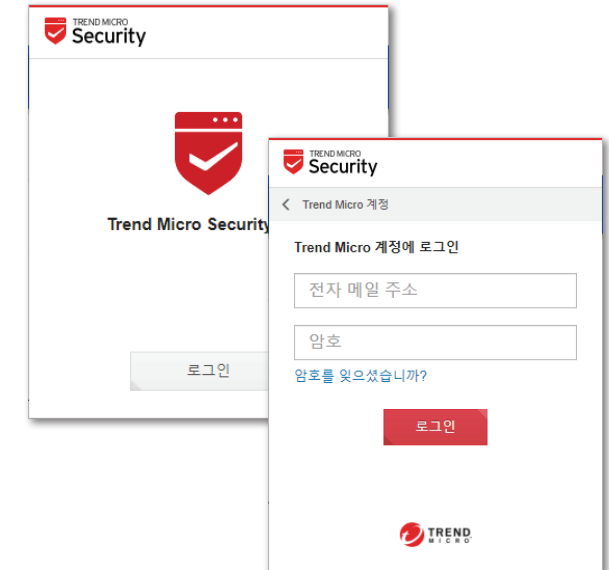 TREND MICRO
Security
Trend Micro Security
로그인
TREND MICRO
Security
Trend Micro 계정
Trend Micro 계정에 로그인
전자 메일 주소
암호
암호를 잊으셨습니까?
로그인
TREND
MICRO